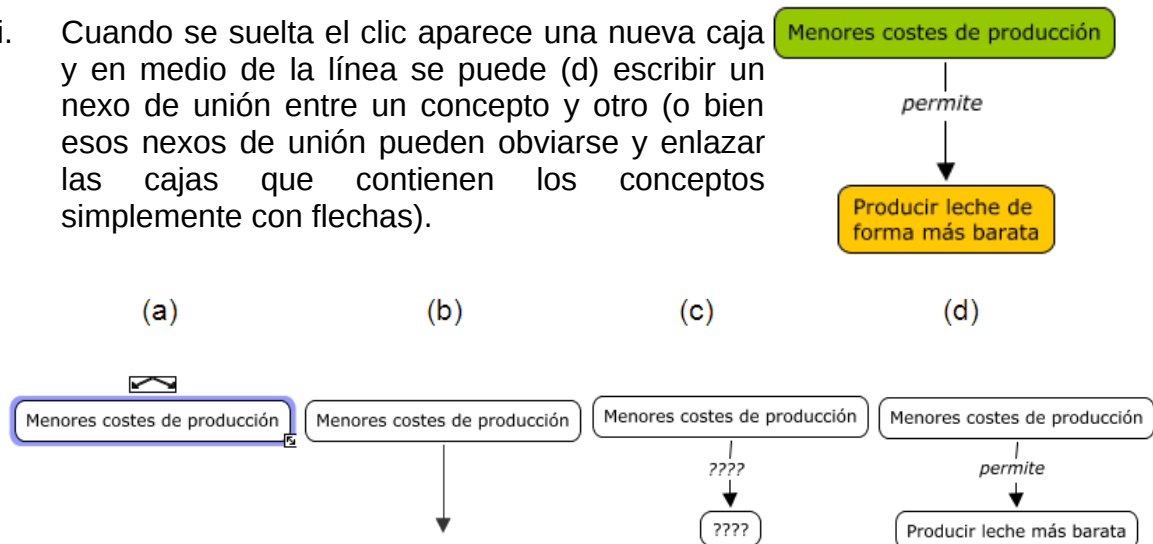 i. Cuando se suelta el clic aparece una nueva caja
y en medio de la línea se puede (d) escribir un
nexo de unión entre un concepto y otro (o bien
esos nexos de unión pueden obviarse y enlazar
las cajas que contienen los conceptos
simplemente con flechas).
Menores costes de producción
permite
Producir leche de
forma más barata
(a) (b) (c) (d)
Menores costes de producción Menores costes de producción Menores costes de producción Menores costes de producción
???? permite
???? Producir leche más barata